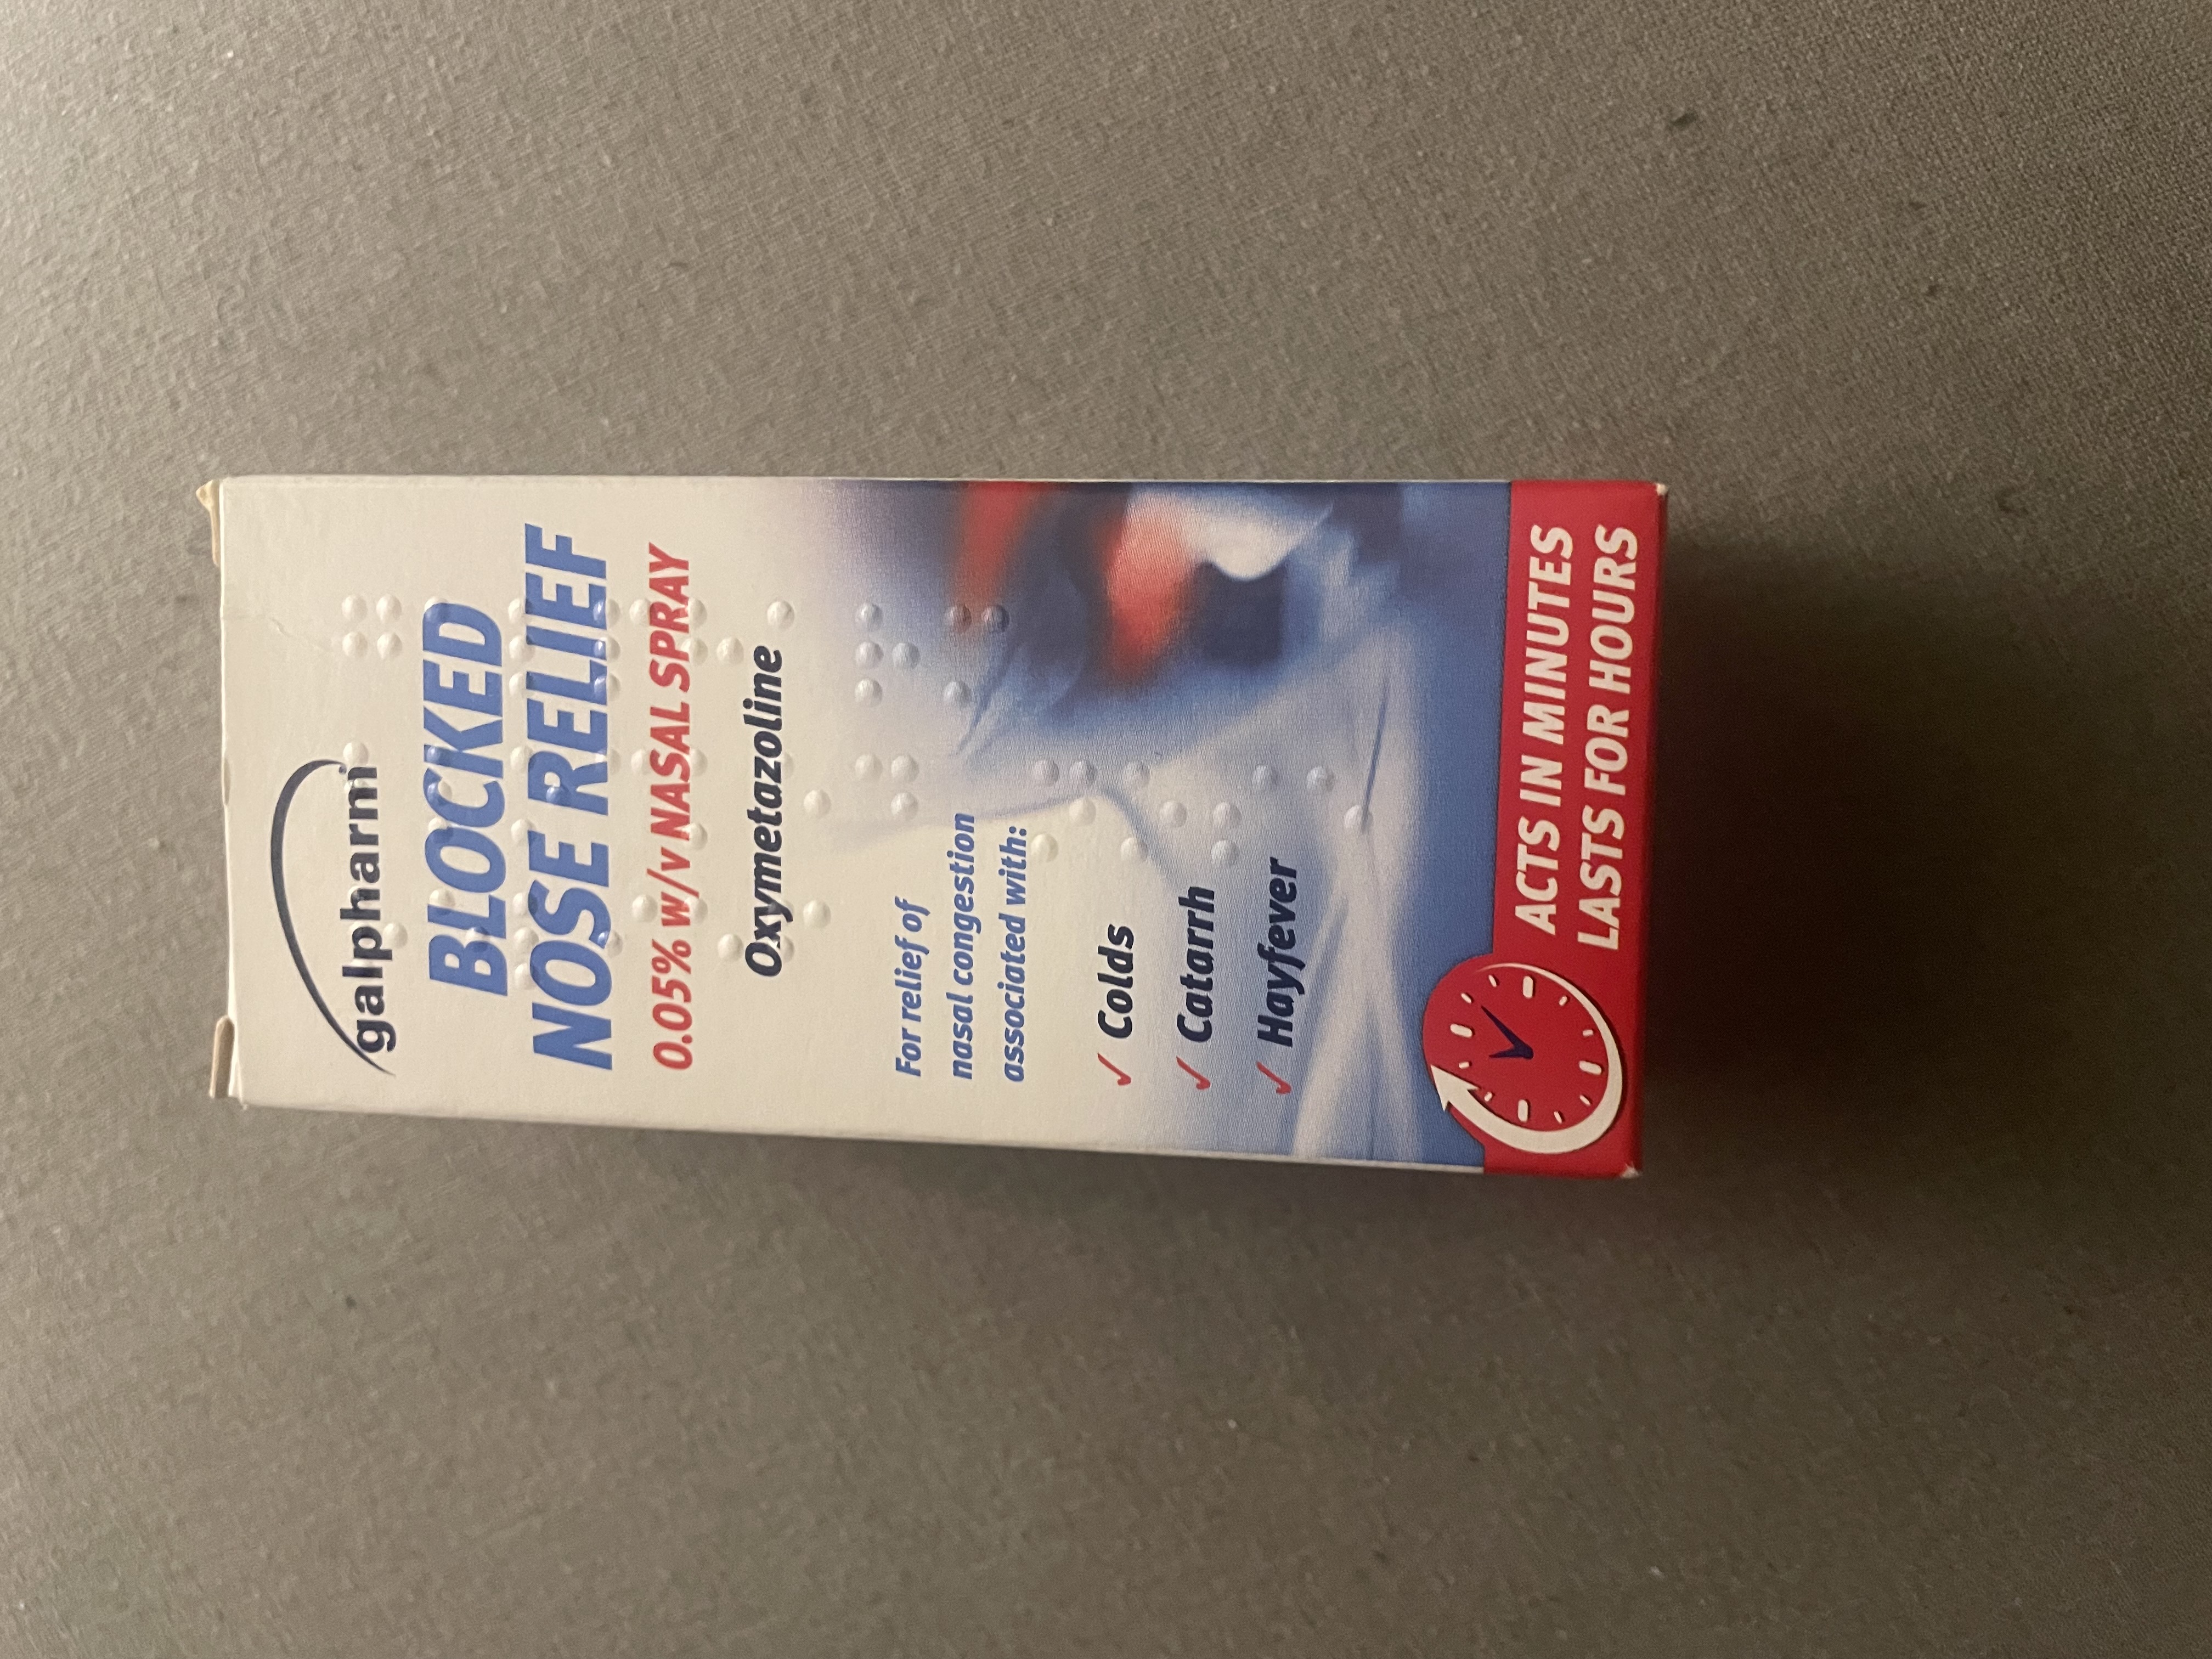 galpharm
BLOCKED
NOSE RELIEF
0.05% w/v NASAL SPRAY
Oxymetazoline
For relief of
nasal congestion
associated with:
✓ Colds
✓ Catarrh
✓ Hayfever
ACTS IN MINUTES
LASTS FOR HOURS